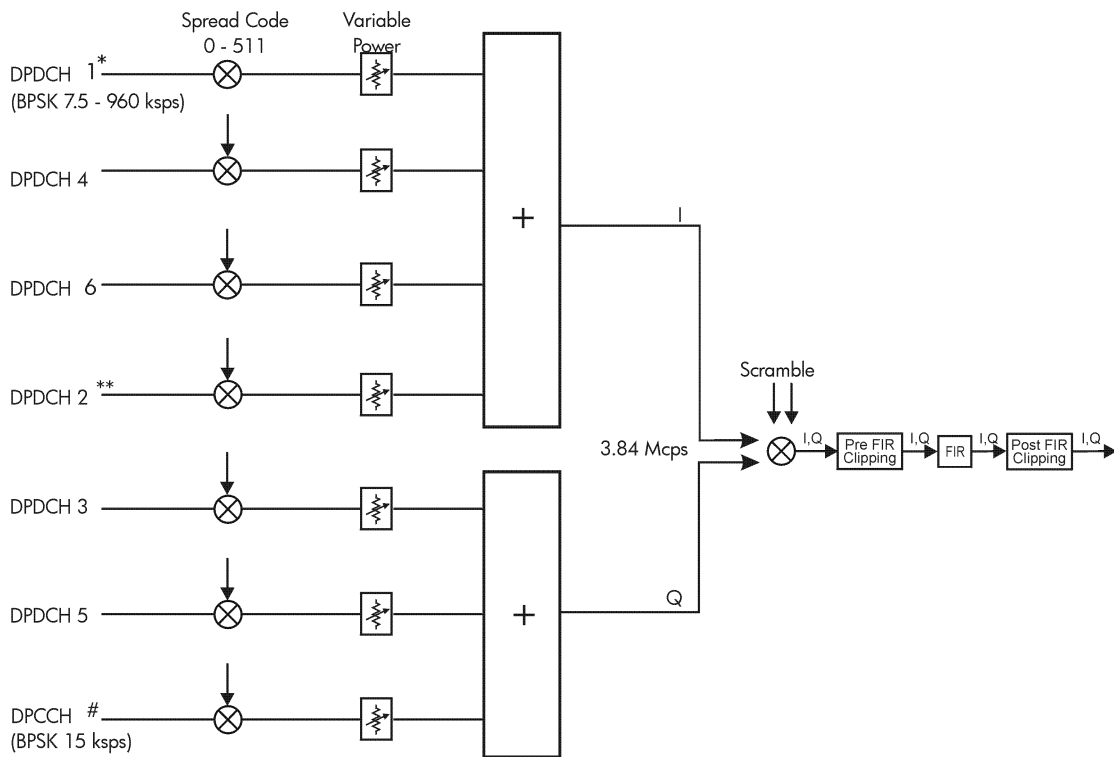 Spread Code
0 - 511
Variable
Power
DPDCH 1*
(BPSK 7.5 - 960 ksps)
DPDCH 4
DPDCH 6
DPDCH 2 **
DPDCH 3
DPDCH 5
DPCCH #
(BPSK 15 ksps)
+
+
I
Q
3.84 Mcps
Scramble
I,Q
Pre FIR
Clipping
I,Q
FIR
I,Q
Post FIR
Clipping
I,Q